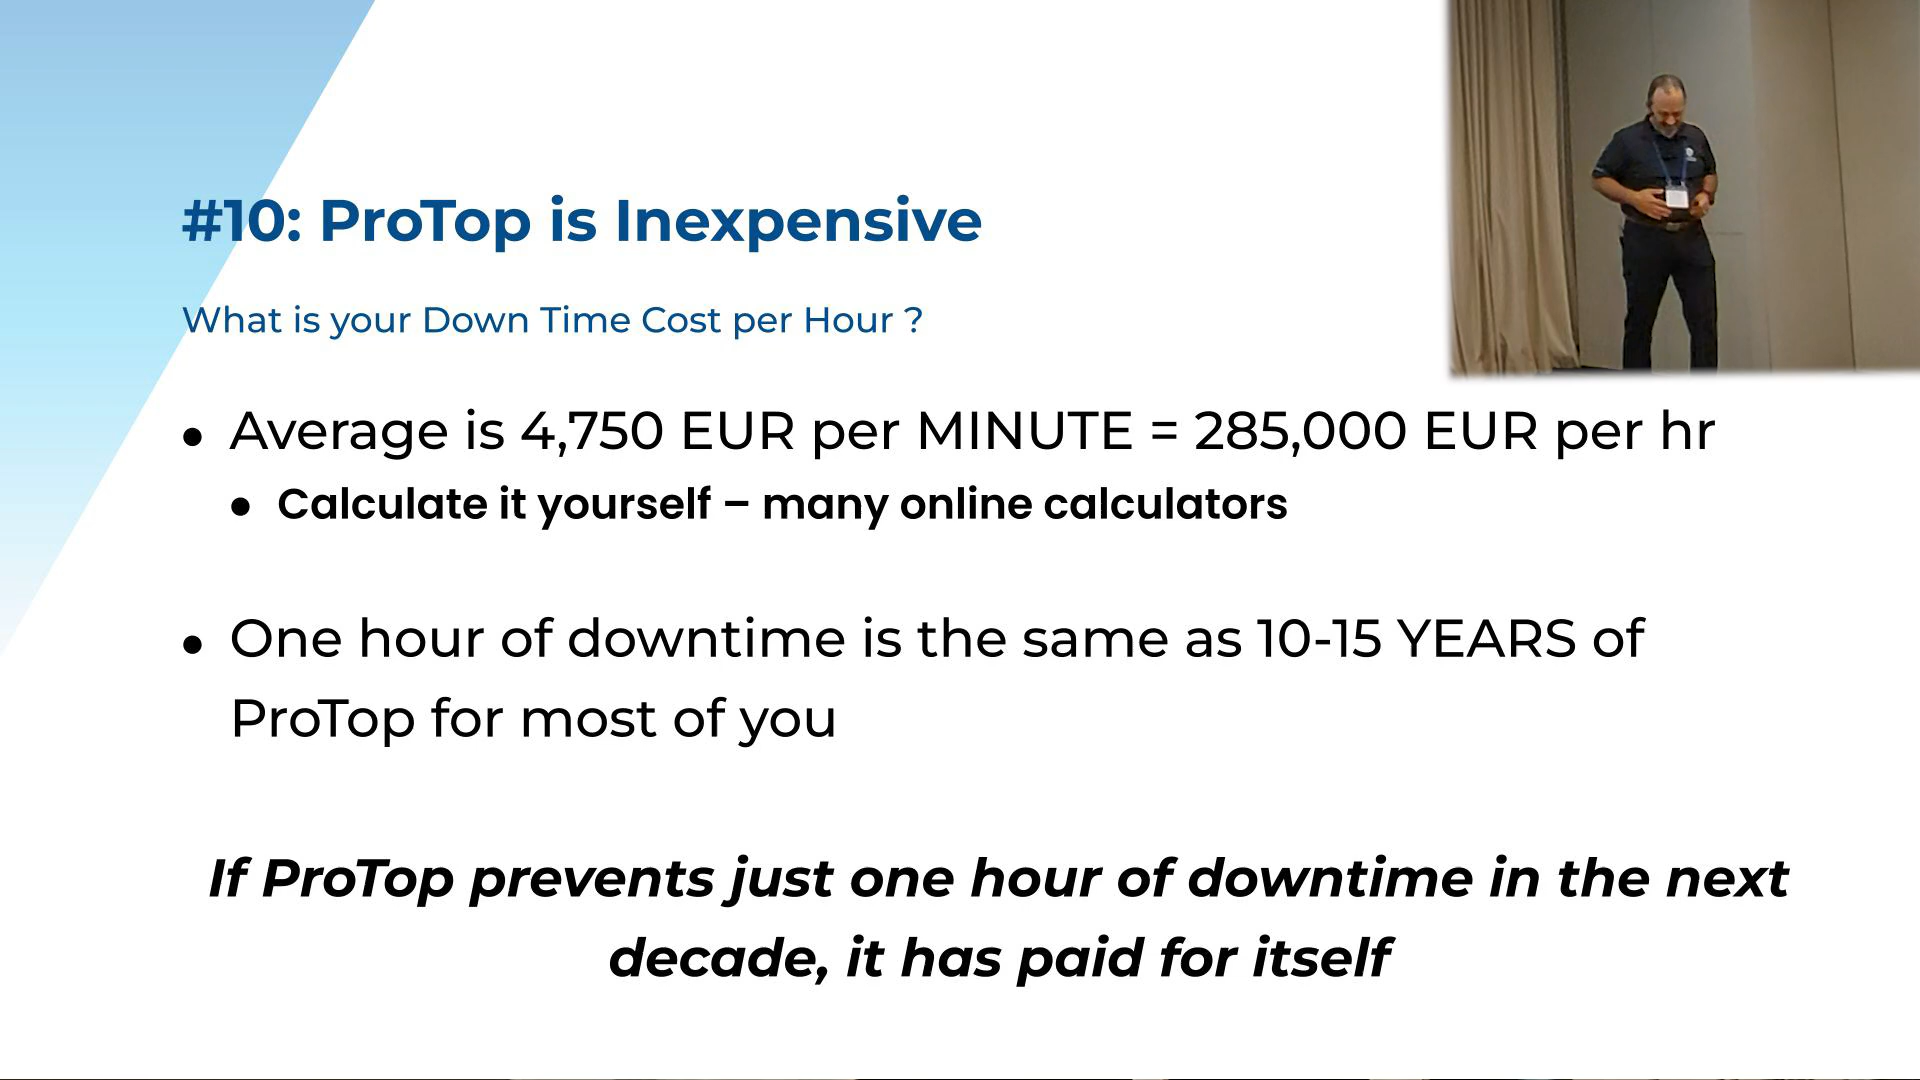 #10: ProTop is Inexpensive
What is your Down Time Cost per Hour ?
• Average is 4,750 EUR per MINUTE = 285,000 EUR per hr
• Calculate it yourself – many online calculators
• One hour of downtime is the same as 10-15 YEARS of
ProTop for most of you
If ProTop prevents just one hour of downtime in the next
decade, it has paid for itself